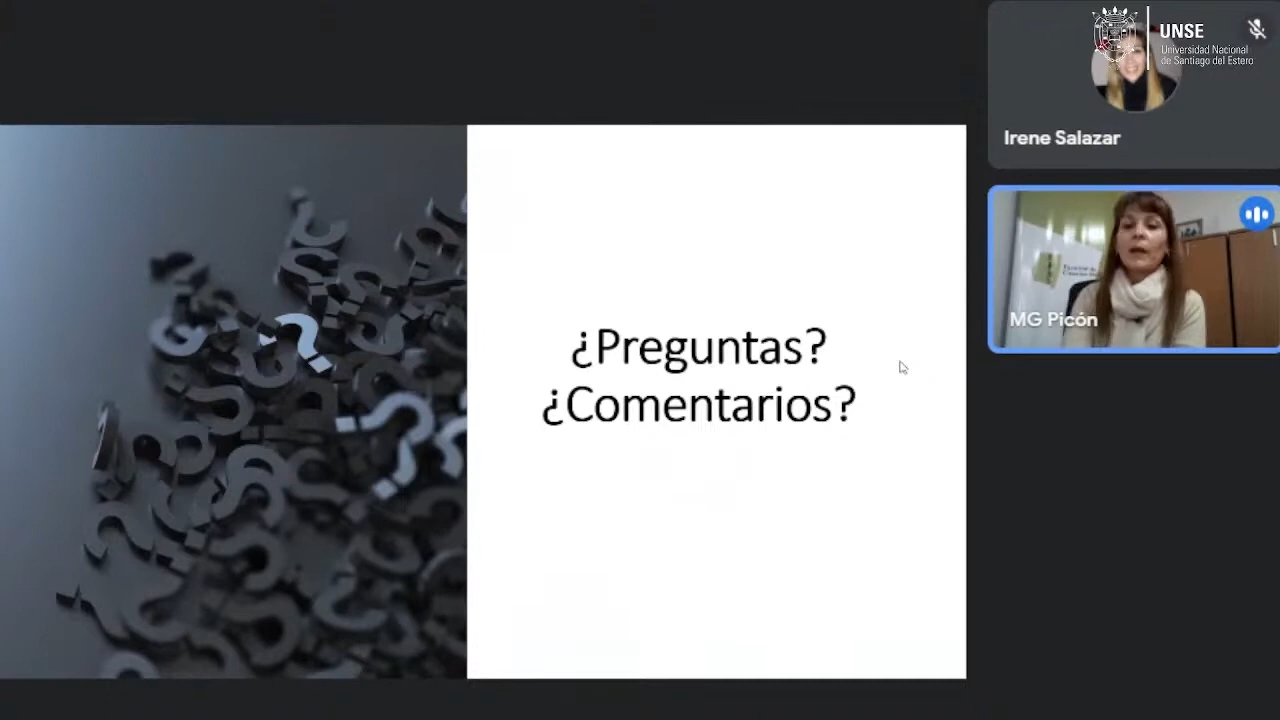 ¿Preguntas?
¿Comentarios?
UNSE
Universidad Nacional
de Santiago del Estero
Irene Salazar
MG Picón